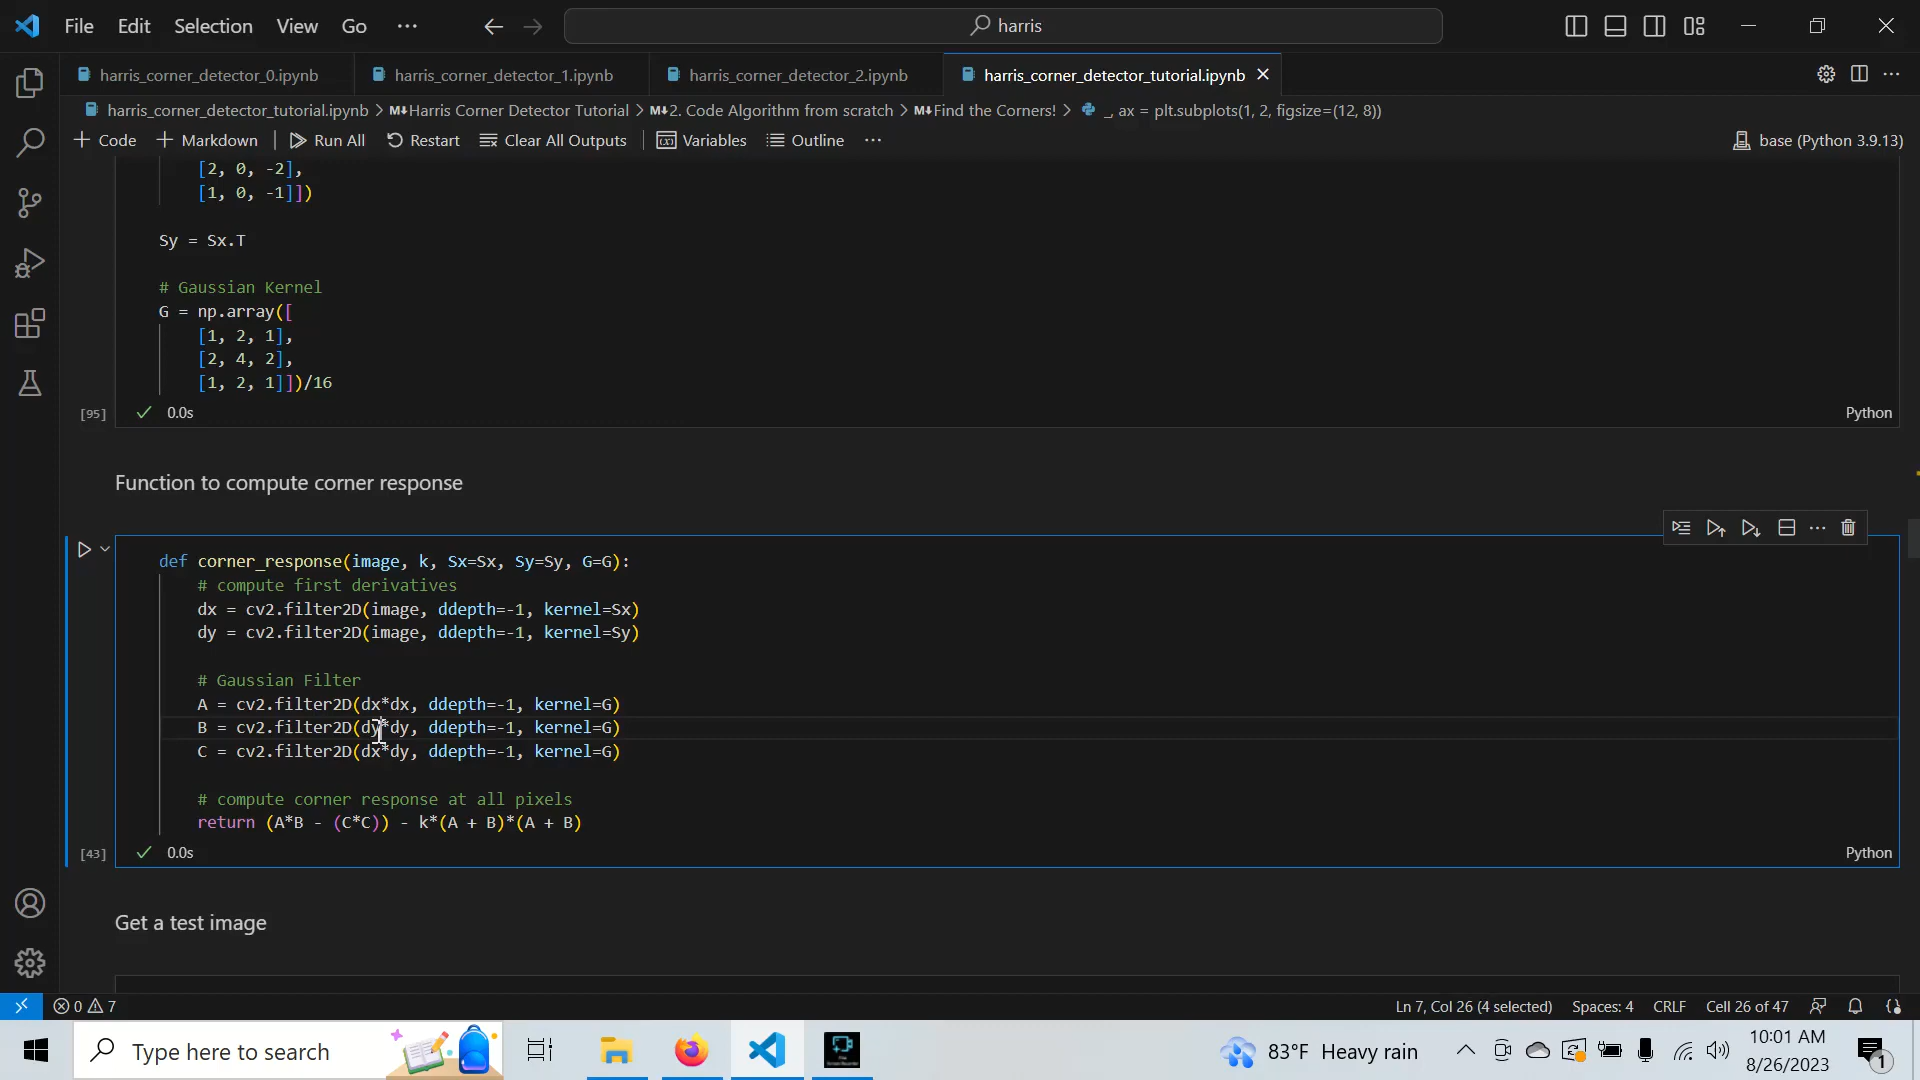 File Edit Selection View Go ··· harris
harris_corner_detector_0.ipynb harris_corner_detector_1.ipynb harris_corner_detector_2.ipynb harris_corner_detector_tutorial.ipynb
harris_corner_detector_tutorial.ipynb > M↓Harris Corner Detector Tutorial > M↓2. Code Algorithm from scratch > M↓Find the Corners! > _, ax = plt.subplots(1, 2, figsize=(12, 8))
+ Code + Markdown Run All Restart Clear All Outputs Variables Outline ··· base (Python 3.9.13)
[2, 0, -2],
[1, 0, -1]])
Sy = Sx.T
# Gaussian Kernel
G = np.array([
[1, 2, 1],
[2, 4, 2],
[1, 2, 1]])/16
[95] 0.0s Python
Function to compute corner response
def corner_response(image, k, Sx=Sx, Sy=Sy, G=G):
# compute first derivatives
dx = cv2.filter2D(image, ddepth=-1, kernel=Sx)
dy = cv2.filter2D(image, ddepth=-1, kernel=Sy)
# Gaussian Filter
A = cv2.filter2D(dx*dx, ddepth=-1, kernel=G)
B = cv2.filter2D(dy*dy, ddepth=-1, kernel=G)
C = cv2.filter2D(dx*dy, ddepth=-1, kernel=G)
# compute corner response at all pixels
return (A*B - (C*C)) - k*(A + B)*(A + B)
[43] 0.0s Python
Get a test image
0 7 Ln 7, Col 26 (4 selected) Spaces: 4 CRLF Cell 26 of 47
Type here to search 83°F Heavy rain 10:01 AM
8/26/2023 1